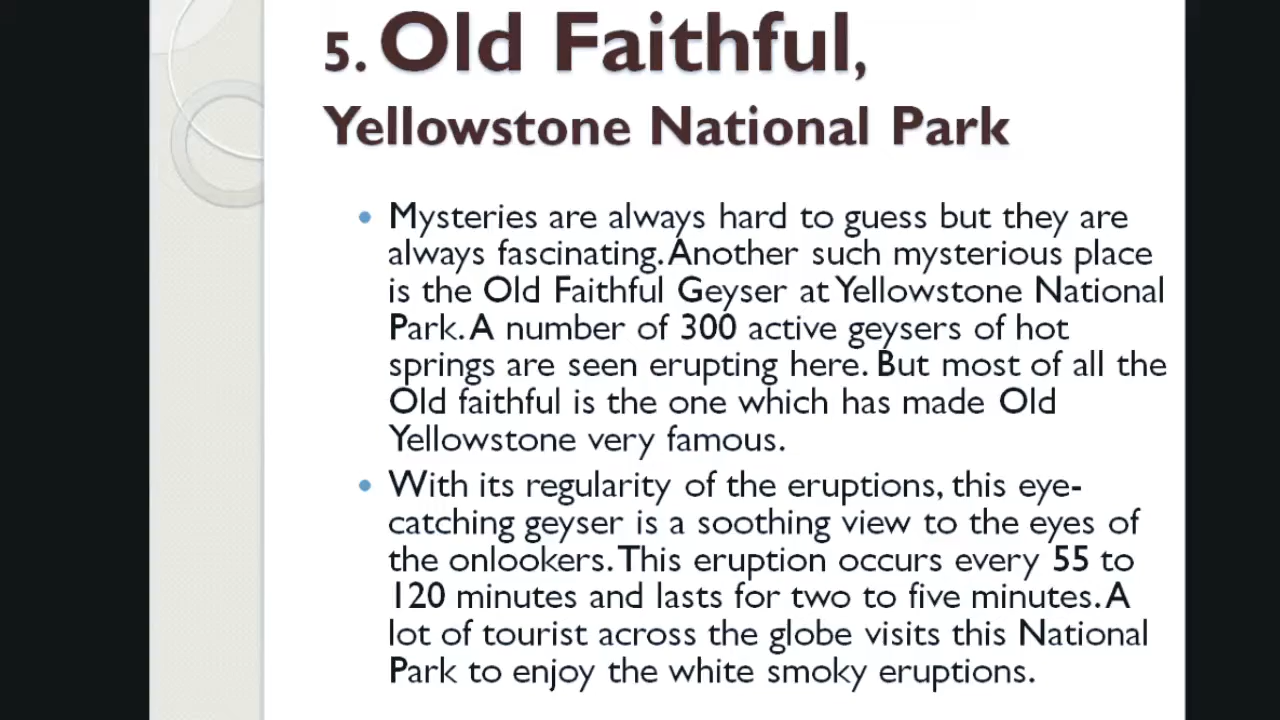 5. Old Faithful,
Yellowstone National Park
• Mysteries are always hard to guess but they are
always fascinating. Another such mysterious place
is the Old Faithful Geyser at Yellowstone National
Park. A number of 300 active geysers of hot
springs are seen erupting here. But most of all the
Old faithful is the one which has made Old
Yellowstone very famous.
• With its regularity of the eruptions, this eye-
catching geyser is a soothing view to the eyes of
the onlookers. This eruption occurs every 55 to
120 minutes and lasts for two to five minutes. A
lot of tourist across the globe visits this National
Park to enjoy the white smoky eruptions.